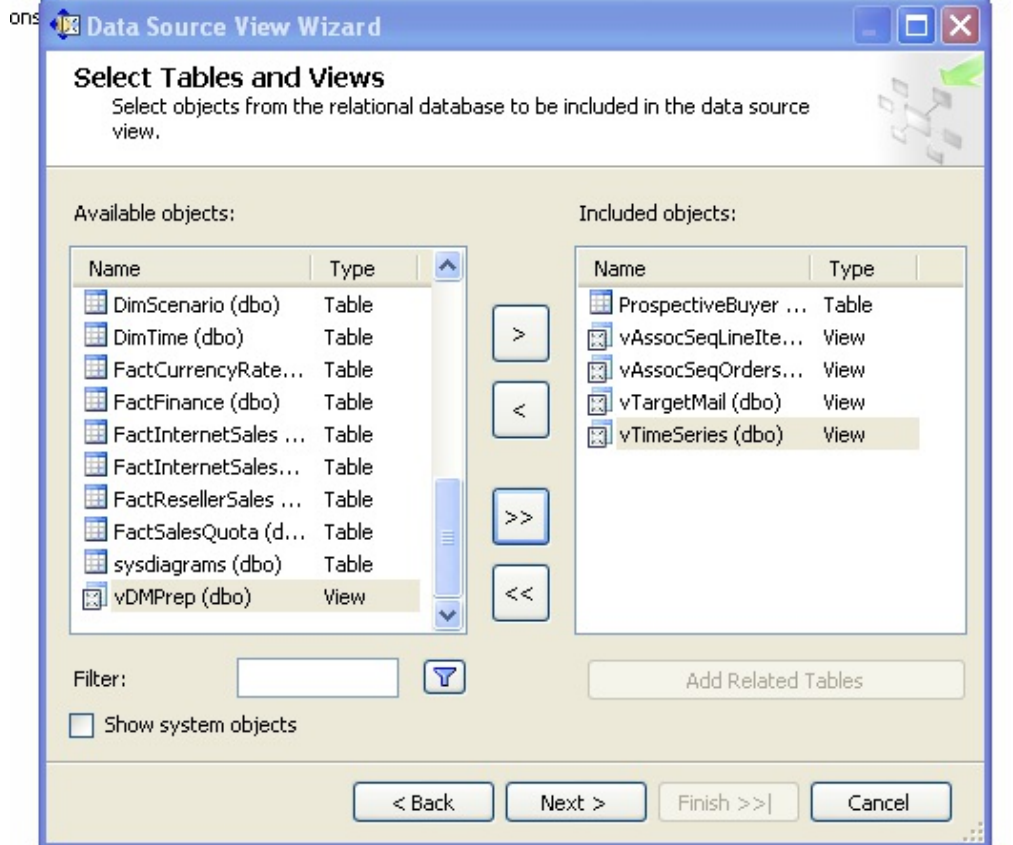 ons
Data Source View Wizard
Select Tables and Views
Select objects from the relational database to be included in the data source
view.
Available objects:
Name Type
DimScenario (dbo) Table
DimTime (dbo) Table
FactCurrencyRate... Table
FactFinance (dbo) Table
FactInternetSales ... Table
FactInternetSales... Table
FactResellerSales ... Table
FactSalesQuota (d... Table
sysdiagrams (dbo) Table
vDMPrep (dbo) View
>
<
>>
<<
Included objects:
Name Type
ProspectiveBuyer ... Table
vAssocSeqLineIte... View
vAssocSeqOrders... View
vTargetMail (dbo) View
vTimeSeries (dbo) View
Filter:
Add Related Tables
Show system objects
< Back Next > Finish >>| Cancel